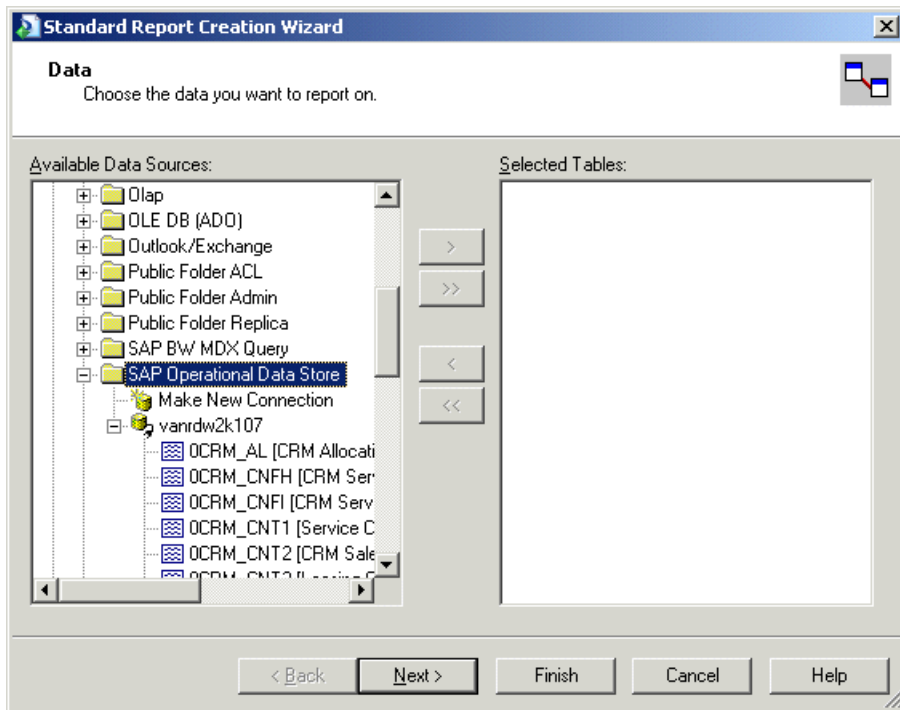 Standard Report Creation Wizard
Data
Choose the data you want to report on.
Available Data Sources:
Selected Tables:
Olap
OLE DB (ADO)
Outlook/Exchange
Public Folder ACL
Public Folder Admin
Public Folder Replica
SAP BW MDX Query
SAP Operational Data Store
Make New Connection
vanrdw2k107
0CRM_AL [CRM Allocati
0CRM_CNFH [CRM Ser
0CRM_CNFI [CRM Serv
0CRM_CNT1 [Service C
0CRM_CNT2 [CRM Sale
>
>>
<
<<
< Back
Next >
Finish
Cancel
Help